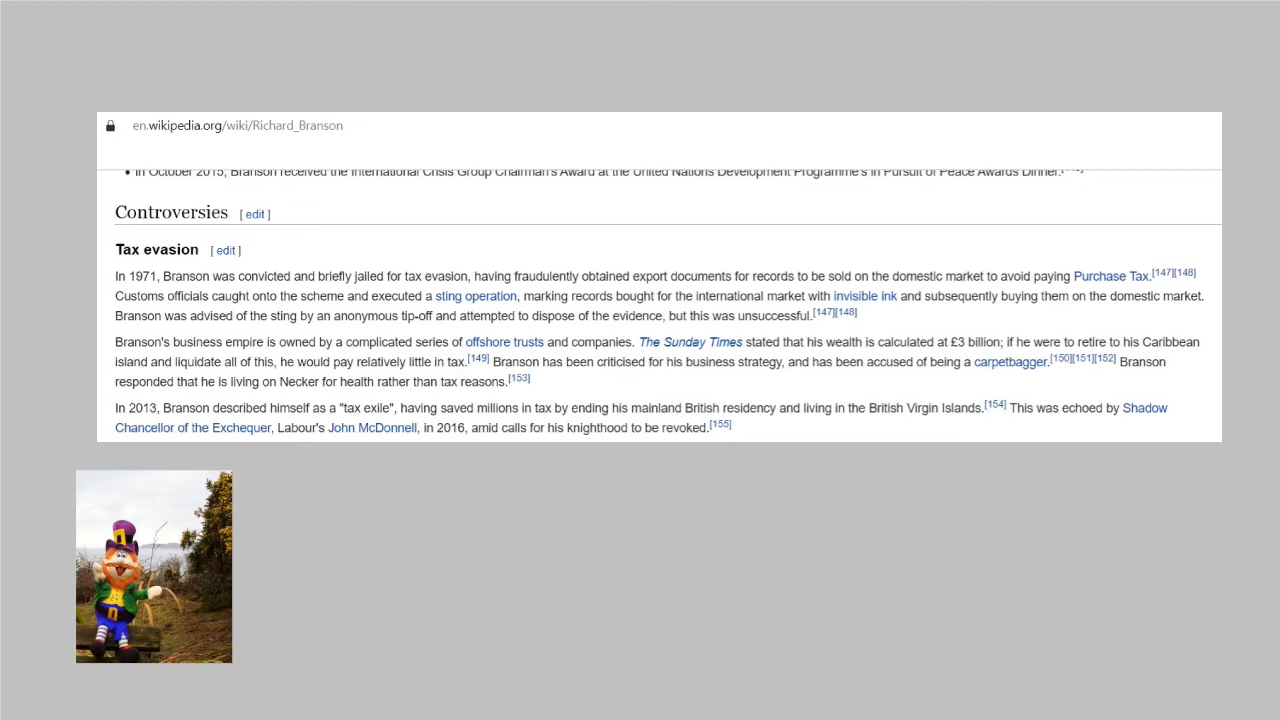 en.wikipedia.org/wiki/Richard_Branson
• In October 2015, Branson received the International Crisis Group Chairman's Award at the United Nations Development Programme's In Pursuit of Peace Awards Dinner.
Controversies [ edit ]
Tax evasion [ edit ]
In 1971, Branson was convicted and briefly jailed for tax evasion, having fraudulently obtained export documents for records to be sold on the domestic market to avoid paying Purchase Tax.[147][148]
Customs officials caught onto the scheme and executed a sting operation, marking records bought for the international market with invisible ink and subsequently buying them on the domestic market.
Branson was advised of the sting by an anonymous tip-off and attempted to dispose of the evidence, but this was unsuccessful.[147][148]
Branson's business empire is owned by a complicated series of offshore trusts and companies. The Sunday Times stated that his wealth is calculated at £3 billion; if he were to retire to his Caribbean
island and liquidate all of this, he would pay relatively little in tax.[149] Branson has been criticised for his business strategy, and has been accused of being a carpetbagger.[150][151][152] Branson
responded that he is living on Necker for health rather than tax reasons.[153]
In 2013, Branson described himself as a "tax exile", having saved millions in tax by ending his mainland British residency and living in the British Virgin Islands.[154] This was echoed by Shadow
Chancellor of the Exchequer, Labour's John McDonnell, in 2016, amid calls for his knighthood to be revoked.[155]